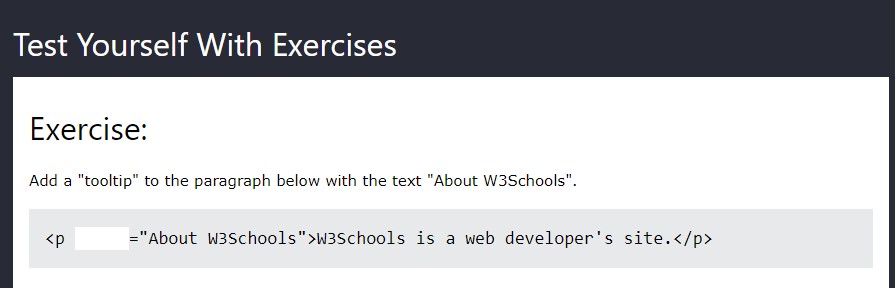 Test Yourself With Exercises
Exercise:
Add a "tooltip" to the paragraph below with the text "About W3Schools".
<p ="About W3Schools">W3Schools is a web developer's site.</p>